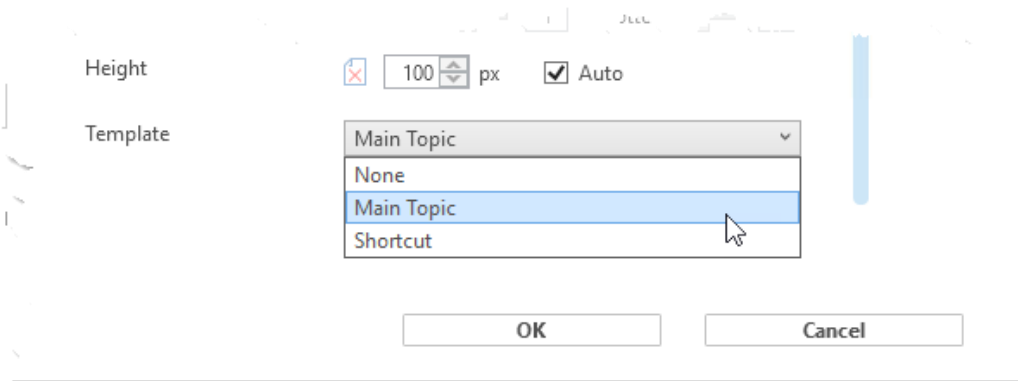 Height 100 px Auto
Template Main Topic
None
Main Topic
Shortcut
OK Cancel